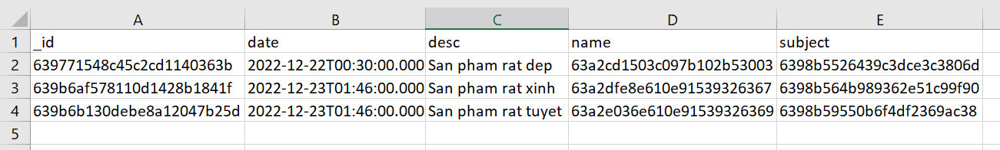 A B C D E
1 _id date desc name subject
2 639771548c45c2cd1140363b 2022-12-22T00:30:00.000 San pham rat dep 63a2cd1503c097b102b53003 6398b5526439c3dce3c3806d
3 639b6af578110d1428b1841f 2022-12-23T01:46:00.000 San pham rat xinh 63a2dfe8e610e91539326367 6398b564b989362e51c99f90
4 639b6b130debe8a12047b25d 2022-12-23T01:46:00.000 San pham rat tuyet 63a2e036e610e91539326369 6398b59550b6f4df2369ac38
5